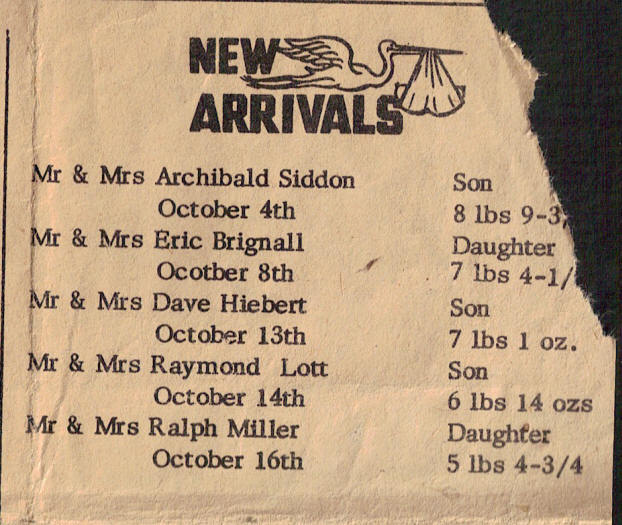 NEW
ARRIVALS
Mr & Mrs Archibald Siddon Son
October 4th 8 lbs 9-3
Mr & Mrs Eric Brignall Daughter
Ocotber 8th 7 lbs 4-1/
Mr & Mrs Dave Hiebert Son
October 13th 7 lbs 1 oz.
Mr & Mrs Raymond Lott Son
October 14th 6 lbs 14 ozs
Mr & Mrs Ralph Miller Daughter
October 16th 5 lbs 4-3/4